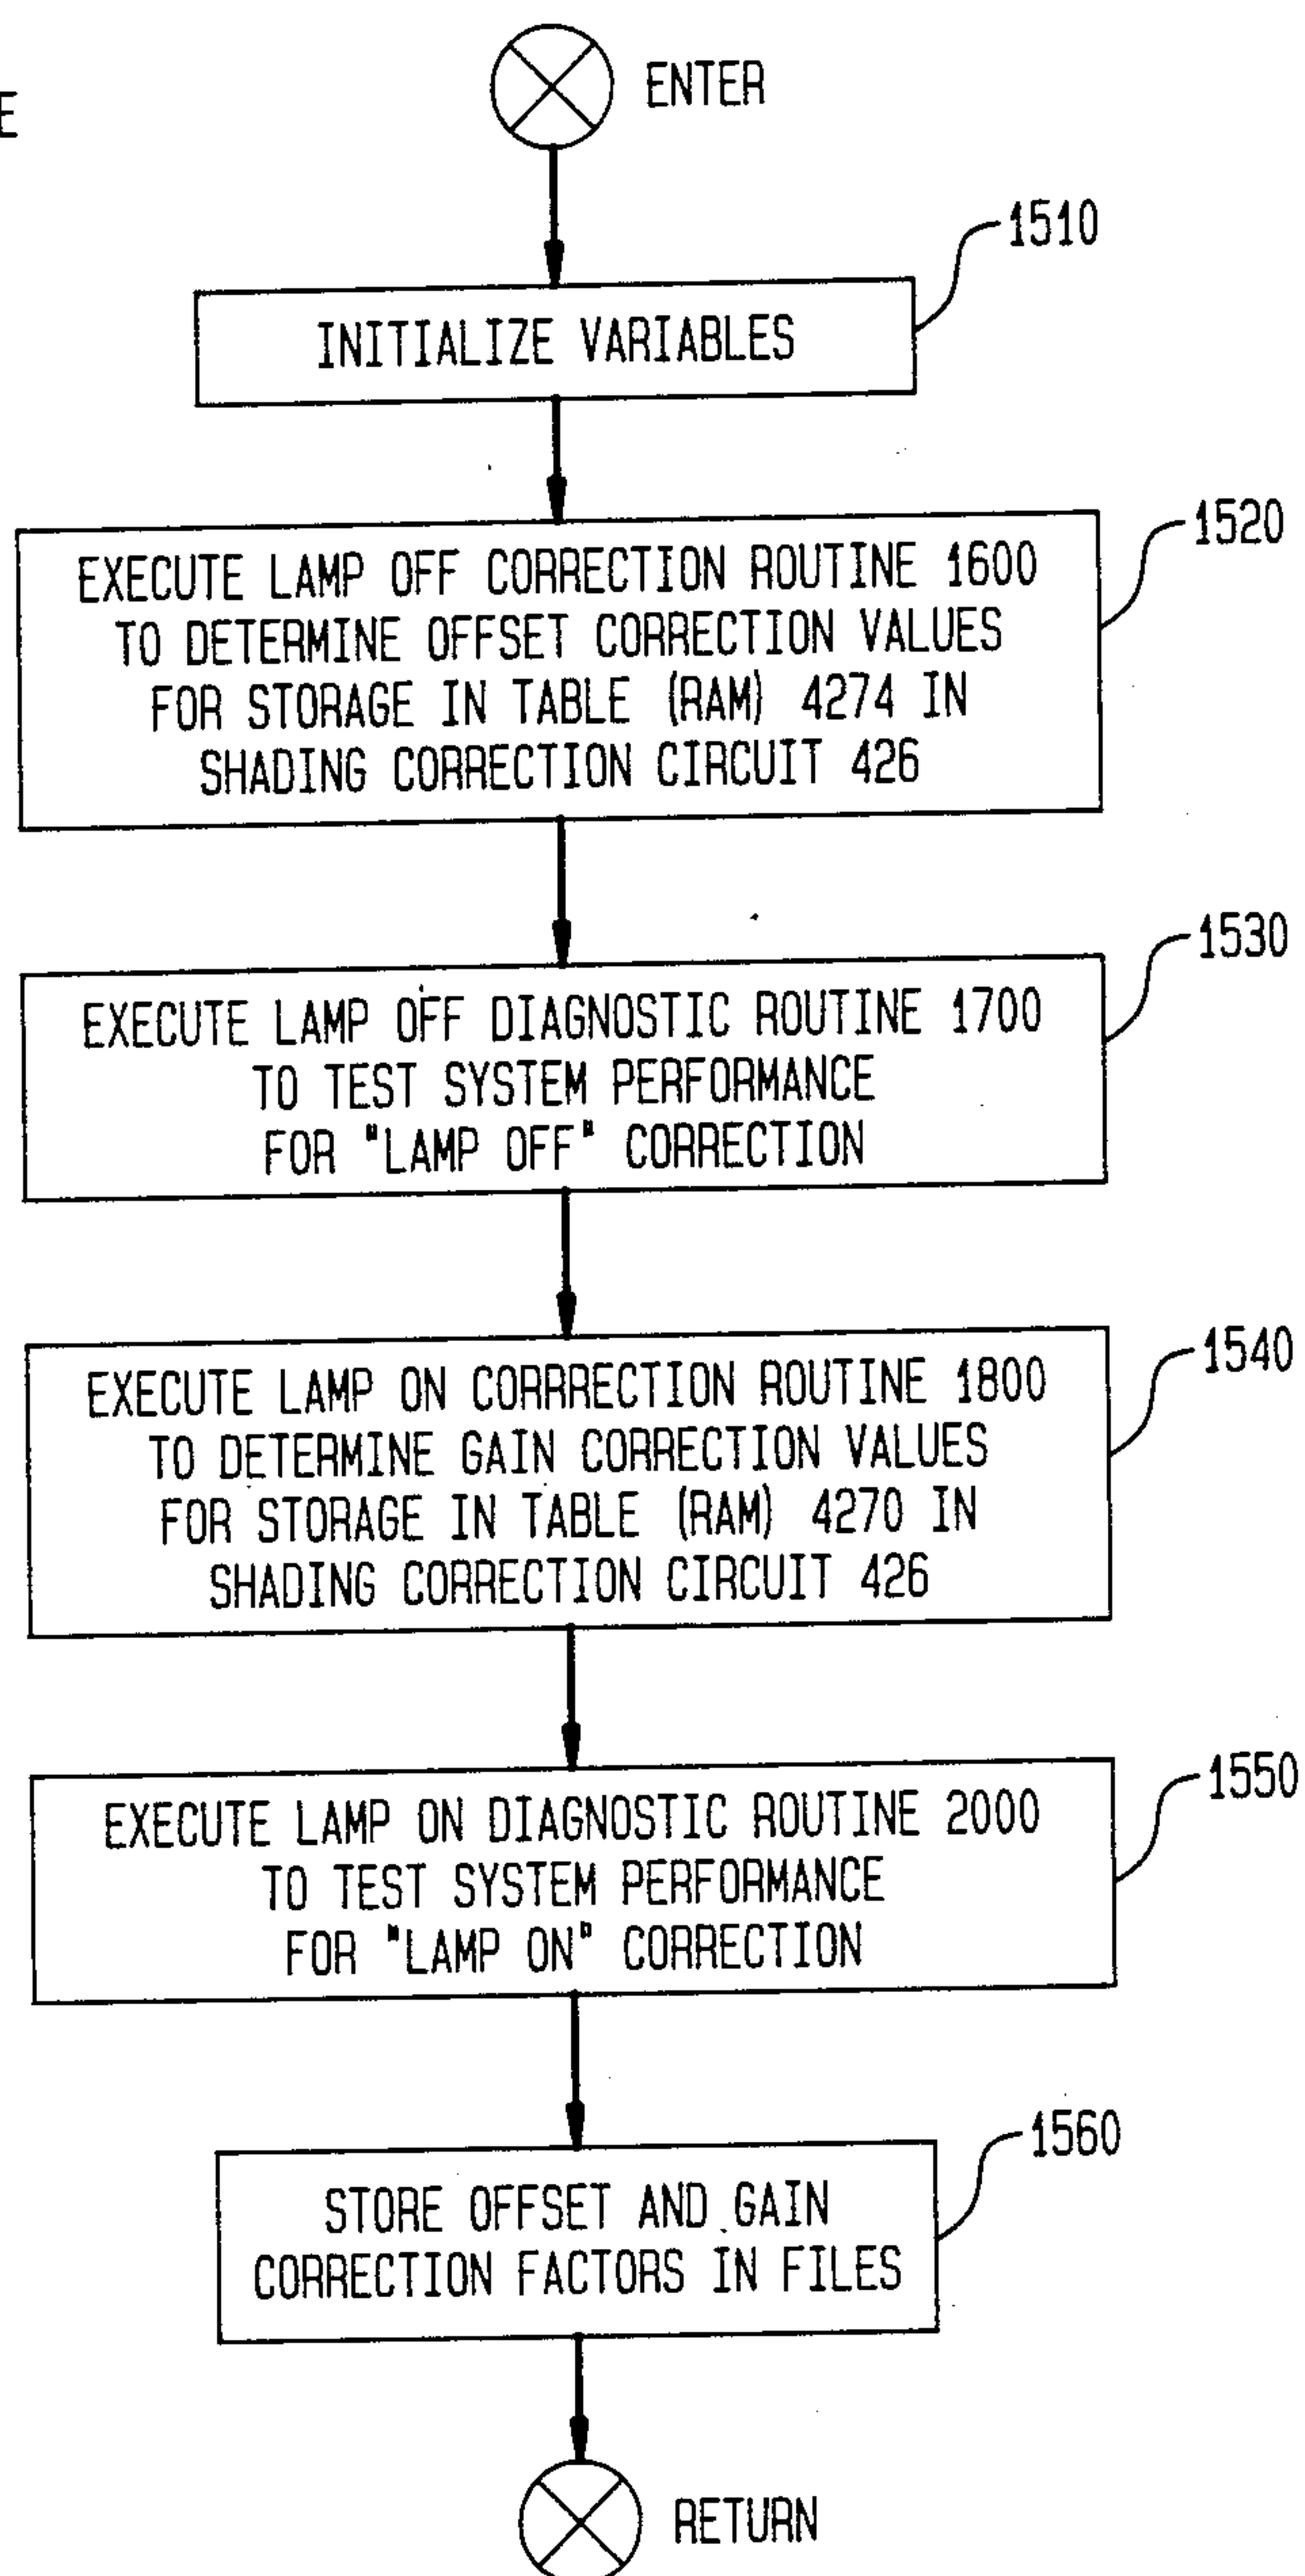 E
ENTER
1510
INITIALIZE VARIABLES
1520
EXECUTE LAMP OFF CORRECTION ROUTINE 1600
TO DETERMINE OFFSET CORRECTION VALUES
FOR STORAGE IN TABLE (RAM) 4274 IN
SHADING CORRECTION CIRCUIT 426
1530
EXECUTE LAMP OFF DIAGNOSTIC ROUTINE 1700
TO TEST SYSTEM PERFORMANCE
FOR "LAMP OFF" CORRECTION
1540
EXECUTE LAMP ON CORRRECTION ROUTINE 1800
TO DETERMINE GAIN CORRECTION VALUES
FOR STORAGE IN TABLE (RAM) 4270 IN
SHADING CORRECTION CIRCUIT 426
1550
EXECUTE LAMP ON DIAGNOSTIC ROUTINE 2000
TO TEST SYSTEM PERFORMANCE
FOR "LAMP ON" CORRECTION
1560
STORE OFFSET AND GAIN
CORRECTION FACTORS IN FILES
RETURN